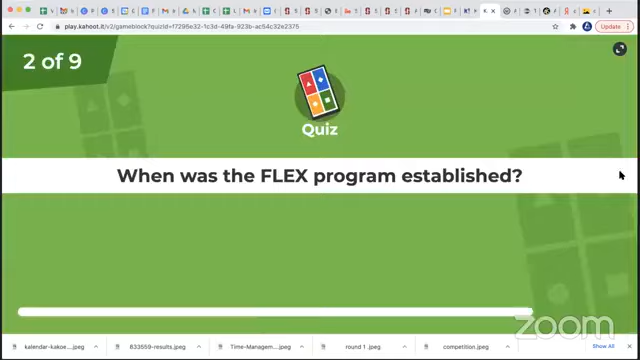 play.kahoot.it/v2/gameblock?quizId=f7296e32-1c3d-49fa-923b-ac54c32e2375
Update
2 of 9
Quiz
When was the FLEX program established?
zoom
kalendar-kakoe....jpeg
833559-results.jpeg
Time-Managem....jpeg
round 1 .jpeg
competition.jpeg
Show All